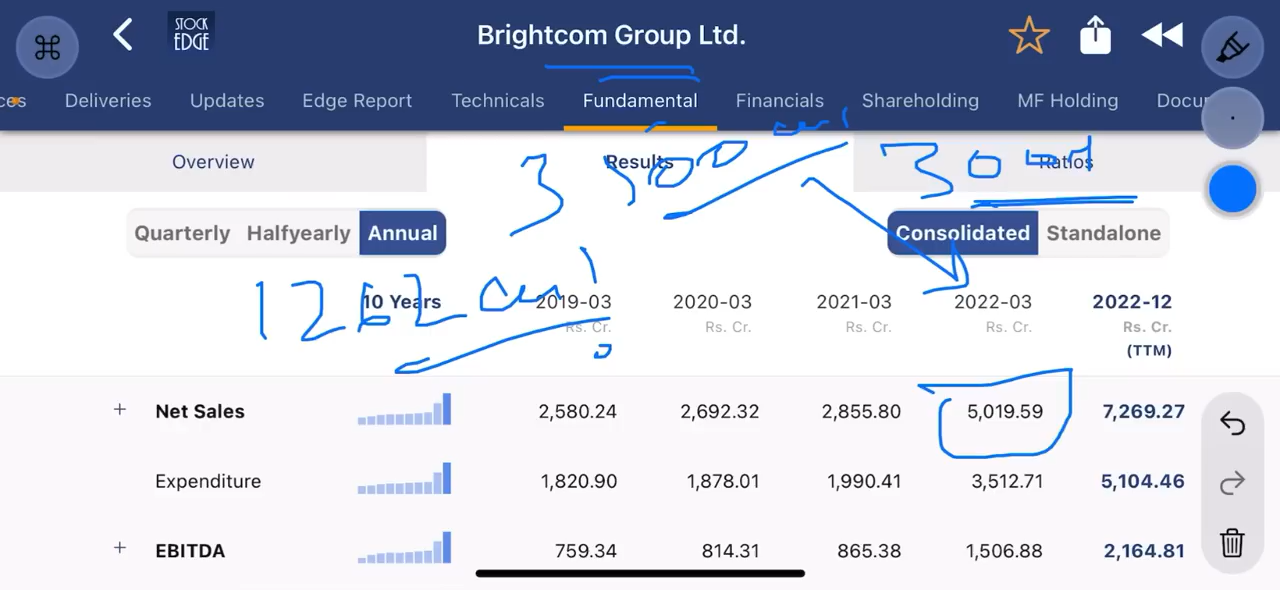 STOCK EDGE
Brightcom Group Ltd.
Deliveries Updates Edge Report Technicals Fundamental Financials Shareholding MF Holding
Overview Results Ratios
3500 3000
Quarterly Halfyearly Annual Consolidated Standalone
1262
10 Years 2019-03 2020-03 2021-03 2022-03 2022-12
Rs. Cr. Rs. Cr. Rs. Cr. Rs. Cr. Rs. Cr.
(TTM)
+ Net Sales 2,580.24 2,692.32 2,855.80 5,019.59 7,269.27
Expenditure 1,820.90 1,878.01 1,990.41 3,512.71 5,104.46
+ EBITDA 759.34 814.31 865.38 1,506.88 2,164.81